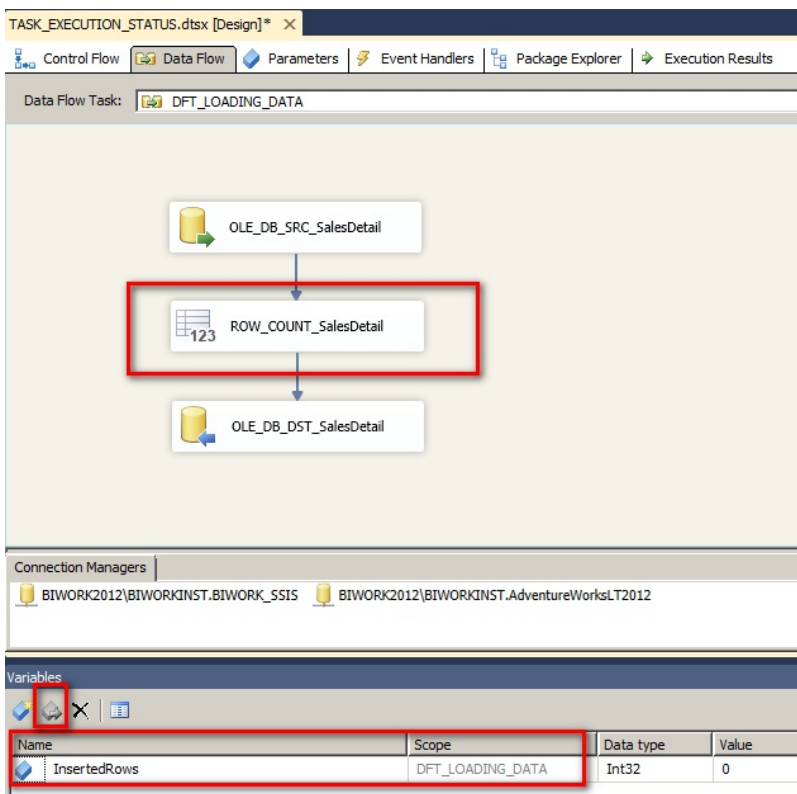 TASK_EXECUTION_STATUS.dtsx [Design]* ×
Control Flow Data Flow Parameters Event Handlers Package Explorer Execution Results
Data Flow Task: DFT_LOADING_DATA
OLE_DB_SRC_SalesDetail
123 ROW_COUNT_SalesDetail
OLE_DB_DST_SalesDetail
Connection Managers
BIWORK2012\BIWORKINST.BIWORK_SSIS BIWORK2012\BIWORKINST.AdventureWorksLT2012
Variables
Name Scope Data type Value
InsertedRows DFT_LOADING_DATA Int32 0